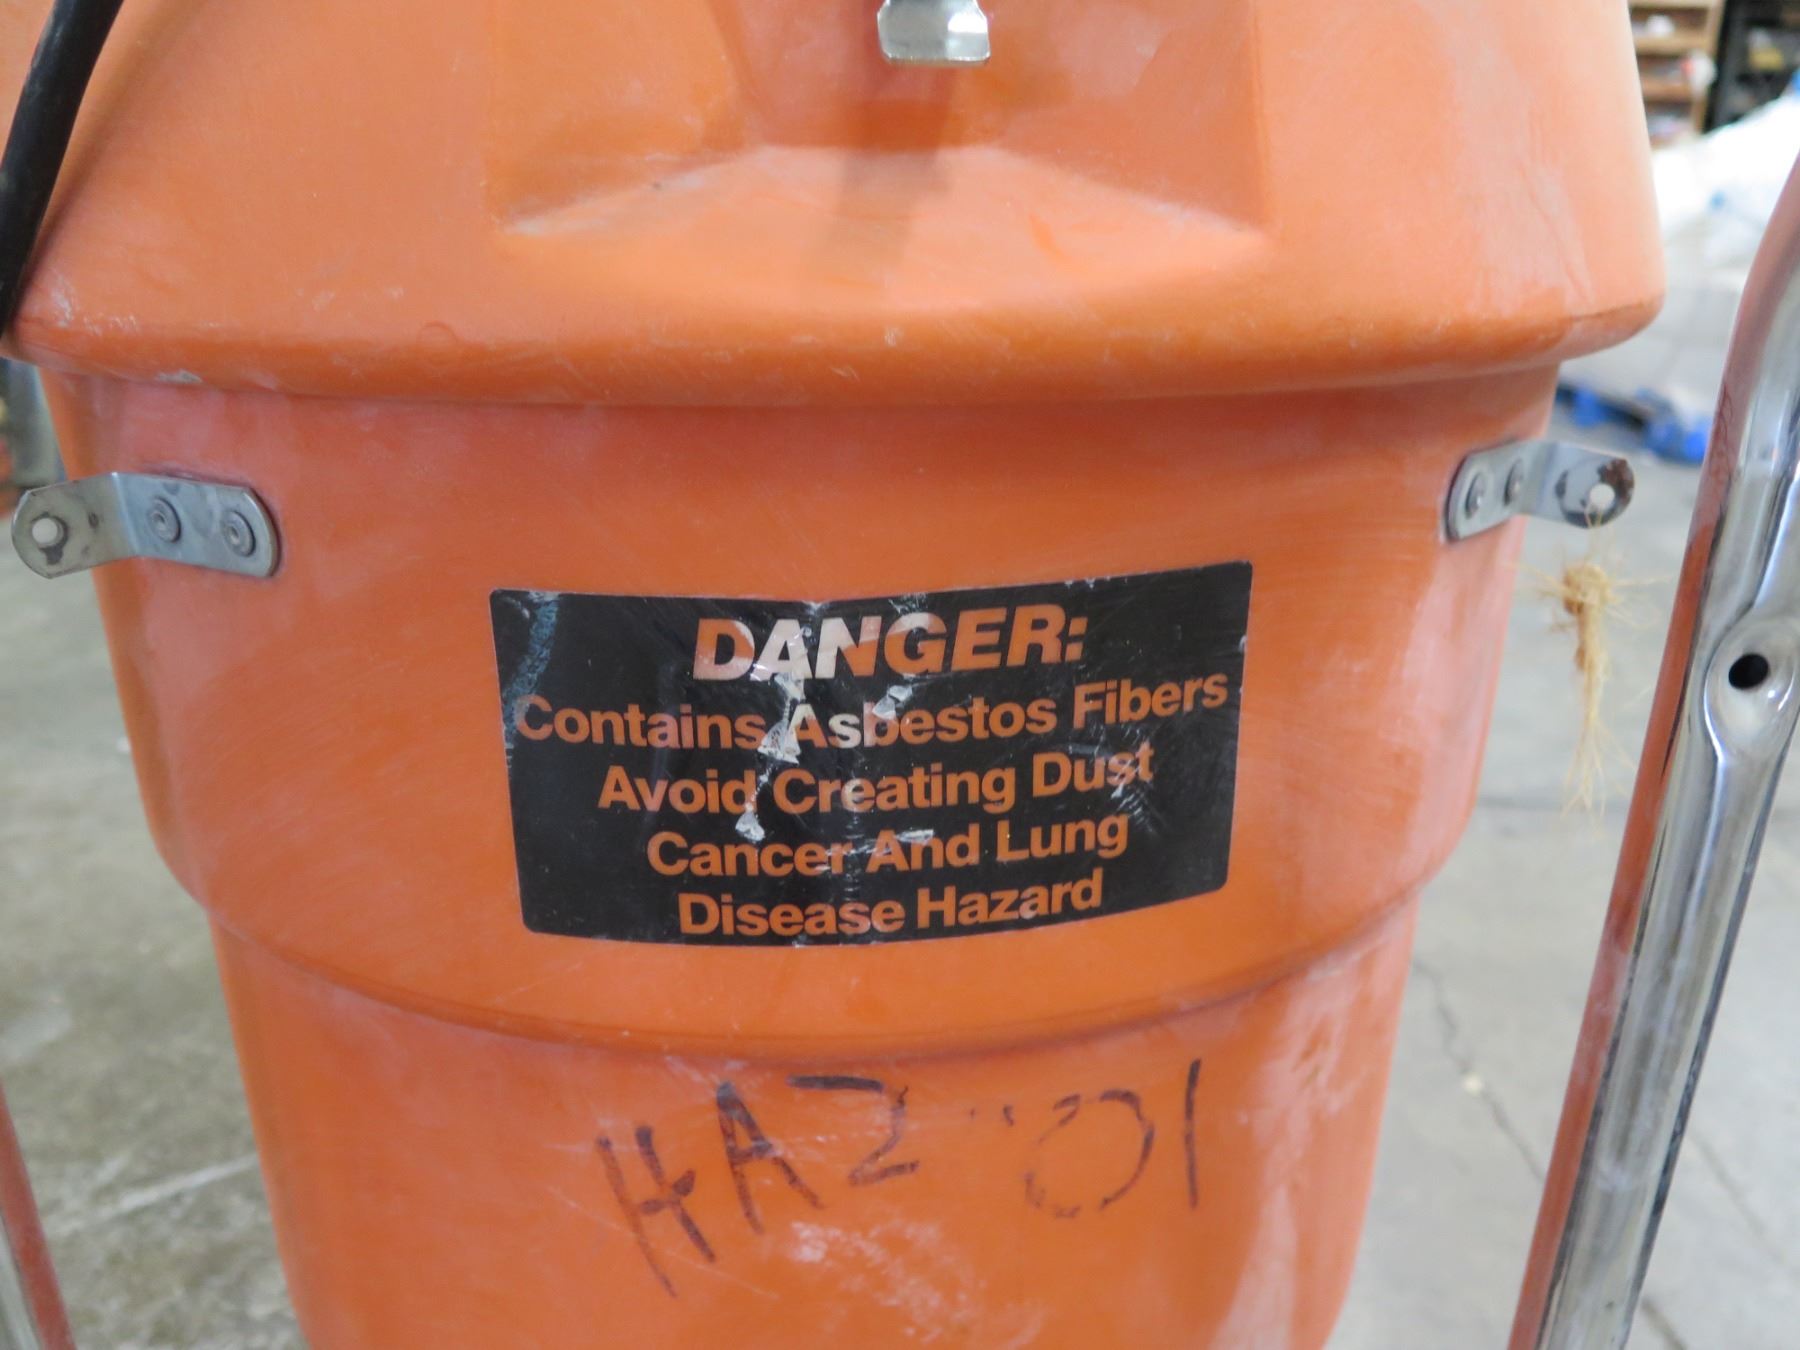 DANGER:
Contains Asbestos Fibers
Avoid Creating Dust
Cancer And Lung
Disease Hazard
HAZ-01